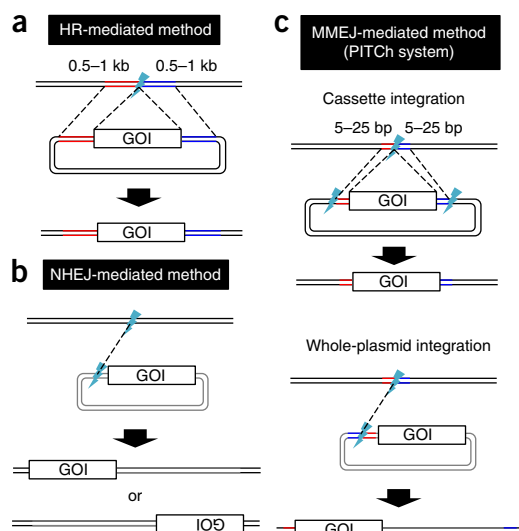 a
HR-mediated method
0.5–1 kb 0.5–1 kb
GOI
GOI
b
NHEJ-mediated method
GOI
GOI
or
GOI
c
MMEJ-mediated method
(PITCh system)
Cassette integration
5–25 bp 5–25 bp
GOI
GOI
Whole-plasmid integration
GOI
GOI